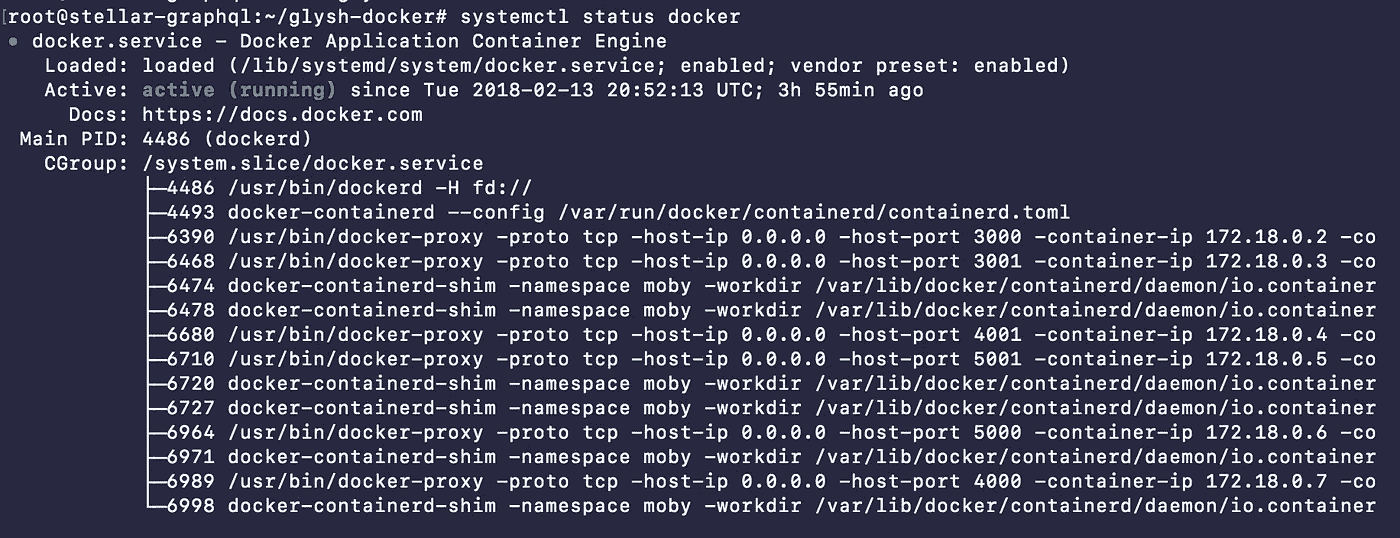 [root@stellar-graphql:~/glysh-docker# systemctl status docker
● docker.service – Docker Application Container Engine
Loaded: loaded (/lib/systemd/system/docker.service; enabled; vendor preset: enabled)
Active: active (running) since Tue 2018-02-13 20:52:13 UTC; 3h 55min ago
Docs: https://docs.docker.com
Main PID: 4486 (dockerd)
CGroup: /system.slice/docker.service
├─4486 /usr/bin/dockerd -H fd://
├─4493 docker-containerd --config /var/run/docker/containerd/containerd.toml
├─6390 /usr/bin/docker-proxy -proto tcp -host-ip 0.0.0.0 -host-port 3000 -container-ip 172.18.0.2 -co
├─6468 /usr/bin/docker-proxy -proto tcp -host-ip 0.0.0.0 -host-port 3001 -container-ip 172.18.0.3 -co
├─6474 docker-containerd-shim -namespace moby -workdir /var/lib/docker/containerd/daemon/io.container
├─6478 docker-containerd-shim -namespace moby -workdir /var/lib/docker/containerd/daemon/io.container
├─6680 /usr/bin/docker-proxy -proto tcp -host-ip 0.0.0.0 -host-port 4001 -container-ip 172.18.0.4 -co
├─6710 /usr/bin/docker-proxy -proto tcp -host-ip 0.0.0.0 -host-port 5001 -container-ip 172.18.0.5 -co
├─6720 docker-containerd-shim -namespace moby -workdir /var/lib/docker/containerd/daemon/io.container
├─6727 docker-containerd-shim -namespace moby -workdir /var/lib/docker/containerd/daemon/io.container
├─6964 /usr/bin/docker-proxy -proto tcp -host-ip 0.0.0.0 -host-port 5000 -container-ip 172.18.0.6 -co
├─6971 docker-containerd-shim -namespace moby -workdir /var/lib/docker/containerd/daemon/io.container
├─6989 /usr/bin/docker-proxy -proto tcp -host-ip 0.0.0.0 -host-port 4000 -container-ip 172.18.0.7 -co
└─6998 docker-containerd-shim -namespace moby -workdir /var/lib/docker/containerd/daemon/io.container